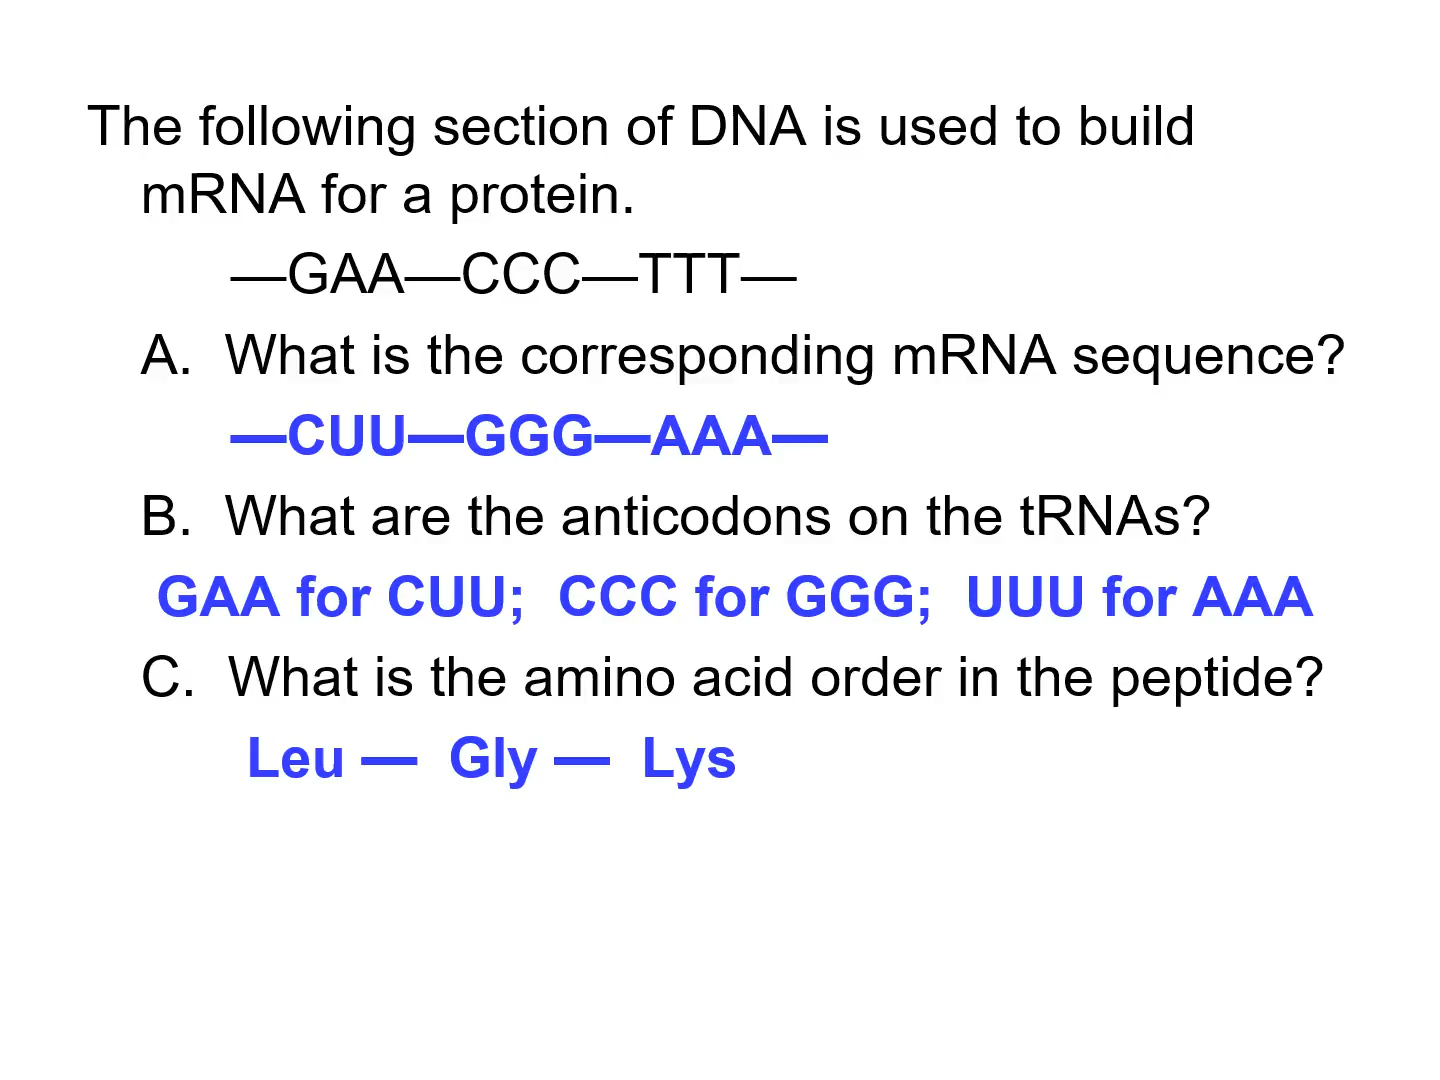 The following section of DNA is used to build
mRNA for a protein.
—GAA—CCC—TTT—
A. What is the corresponding mRNA sequence?
—CUU—GGG—AAA—
B. What are the anticodons on the tRNAs?
GAA for CUU; CCC for GGG; UUU for AAA
C. What is the amino acid order in the peptide?
Leu — Gly — Lys